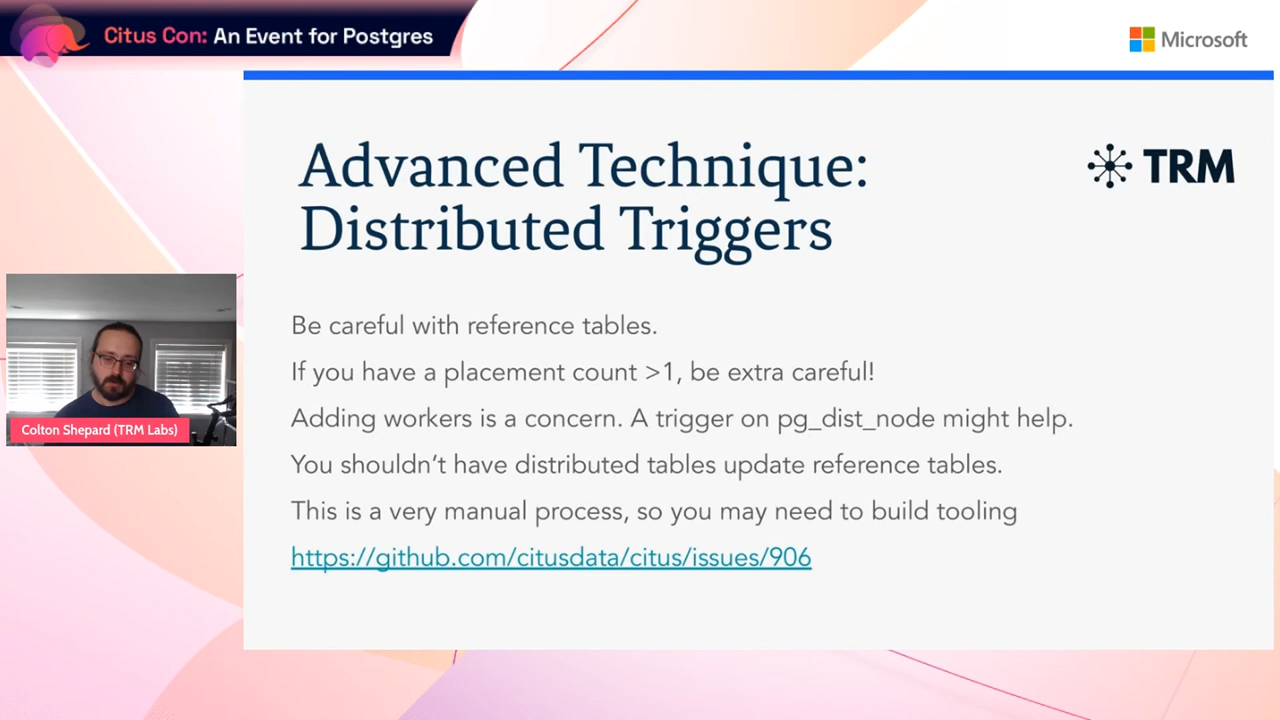 Citus Con: An Event for Postgres
Microsoft
Advanced Technique:
Distributed Triggers
TRM
Be careful with reference tables.
If you have a placement count >1, be extra careful!
Adding workers is a concern. A trigger on pg_dist_node might help.
You shouldn’t have distributed tables update reference tables.
This is a very manual process, so you may need to build tooling
https://github.com/citusdata/citus/issues/906
Colton Shepard (TRM Labs)